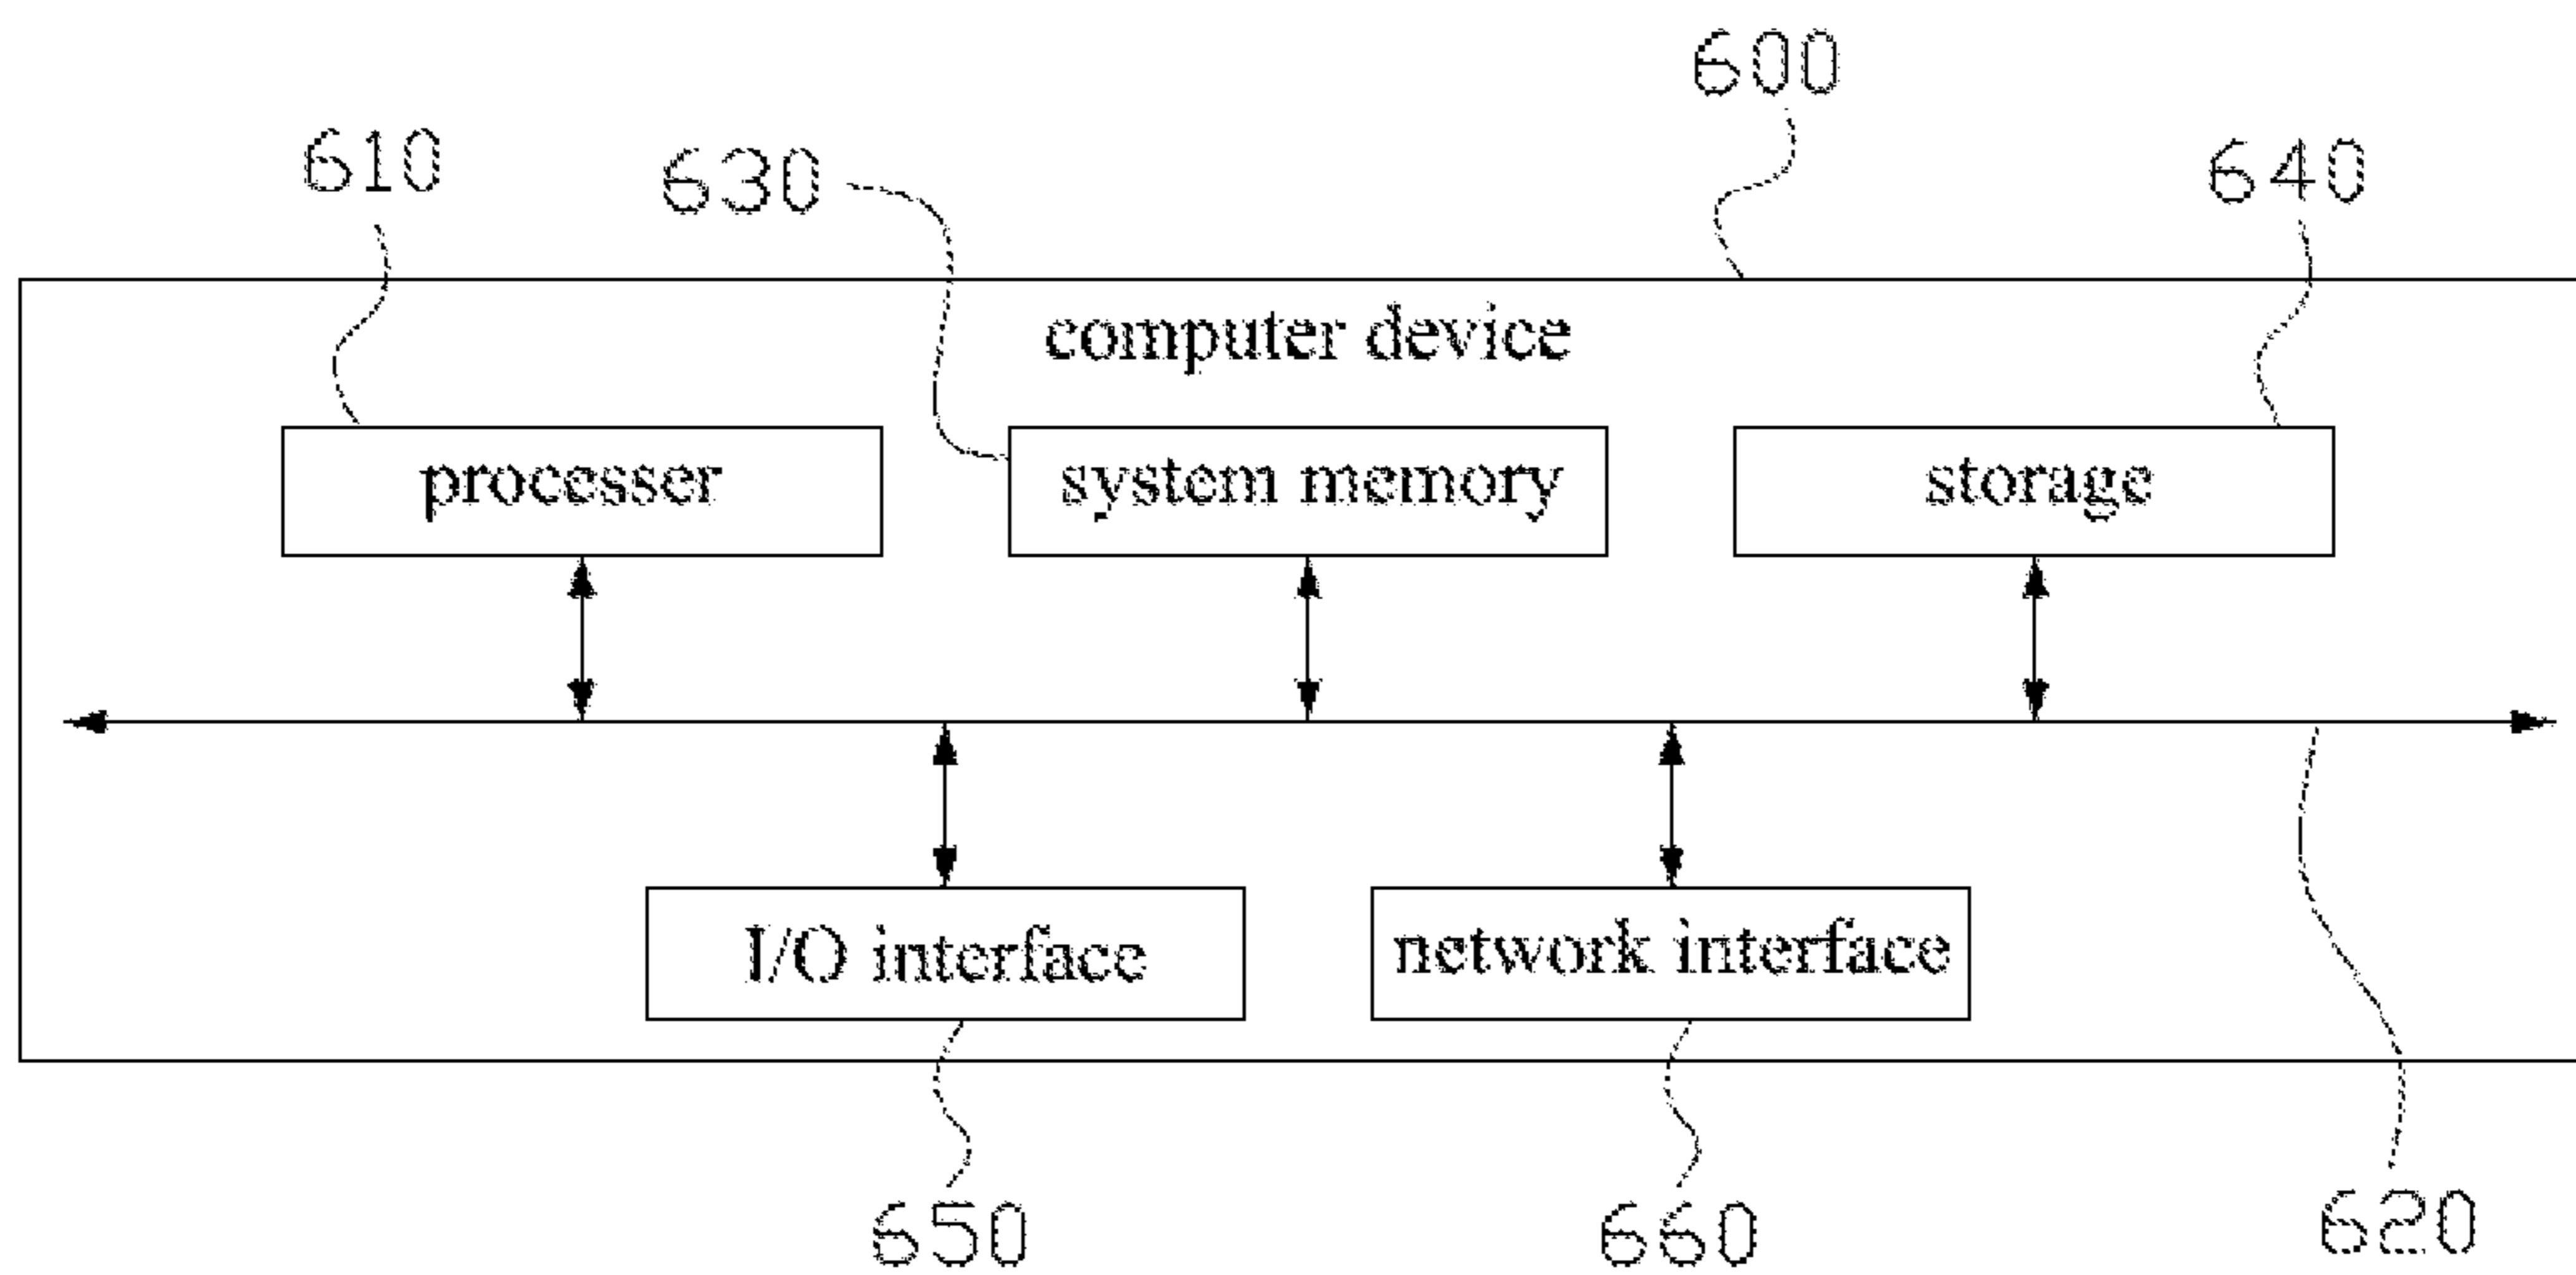 600
610
630
640
computer device
processer
system memory
storage
I/O interface
network interface
650
660
620